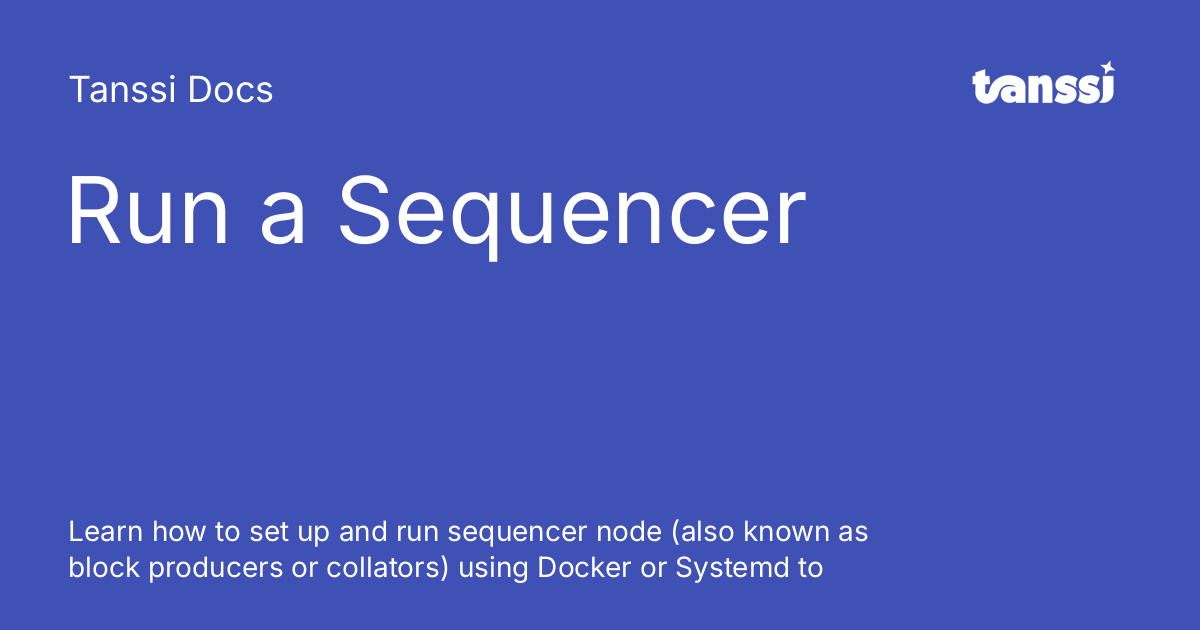 Tanssi Docs
tanssi
Run a Sequencer
Learn how to set up and run sequencer node (also known as
block producers or collators) using Docker or Systemd to